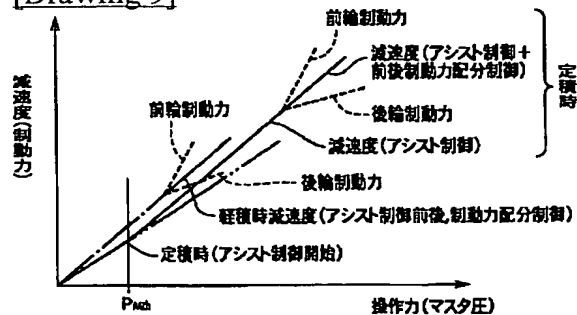 [Drawing 9]
前輪制動力
減速度(アシスト制御+
前後制動力配分制御)
定積時
減速度(制動力)
前輪制動力
後輪制動力
減速度(アシスト制御)
後輪制動力
軽積時減速度(アシスト制御前後,制動力配分制御)
定積時(アシスト制御開始)
PMzh
操作力(マスタ圧)